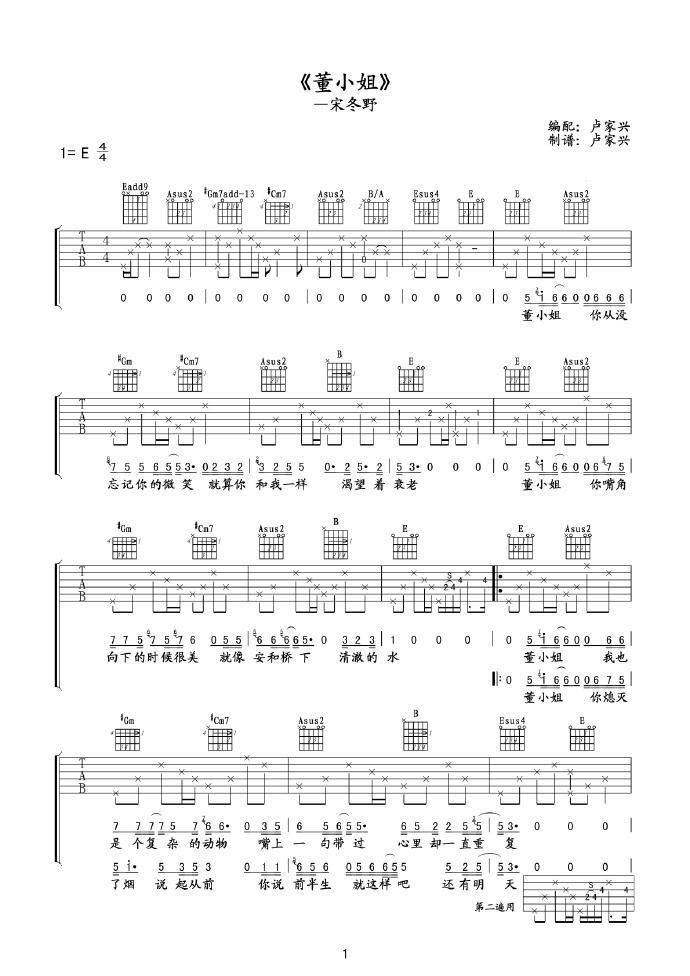 《董小姐》
—宋冬野
编配：卢家兴
制谱：卢家兴
1= E 4/4
Eadd9 Asus2 #Gm7add-13 #Cm7 Asus2 B/A Esus4 E E Asus2
T A B 4 4
0 0 0 0 | 0 0 0 0 | 0 0 0 0 | 0 0 0 0 | 0 5 1 6 6 0 0 6 6 6
董小姐 你从没
#Gm #Cm7 Asus2 B E E Asus2
T A B
7 5 5 6 5 5 3• 0 2 3 2 | 3 2 5 5 0• 2 5• 2 | 5 5 0 0 0 | 0 5 1 6 6 0 0 6 7 5
忘记你的微笑 就算你 和我一样 渴望着 衰老 董小姐 你嘴角
#Gm #Cm7 Asus2 B E E Asus2
T A B
7 7 5 7 6 5 7 6 0 5 5 | 6 6 1 6 6 5• 0 3 2 3 | 1 0 0 0 | 0 5 1 6 6 0 0 6 6
向下的时候很美 就像 安和桥下 清澈的 水 董小姐 我也
0 5 1 6 6 0 0 6 7 5
董小姐 你熄灭
#Gm #Cm7 Asus2 B Esus4 E
T A B
7 7 7 7 5 7 6 6• 0 3 5 | 6 5 6 5 5 5 5 5 6 5 5 | 5 3• 0 0 0
是 个复 杂 的动物 嘴上 一 句带 过 心里 却一直重 复
5 1• 5 3 5 3 0 1 1 | 6 5 5 0 5 6 6 5 6 5 4 5 5 | 5 3• 0 0 0
了烟 说 起从前 你说 前半生 就这样 吧 还有明 天
第二遍用
1